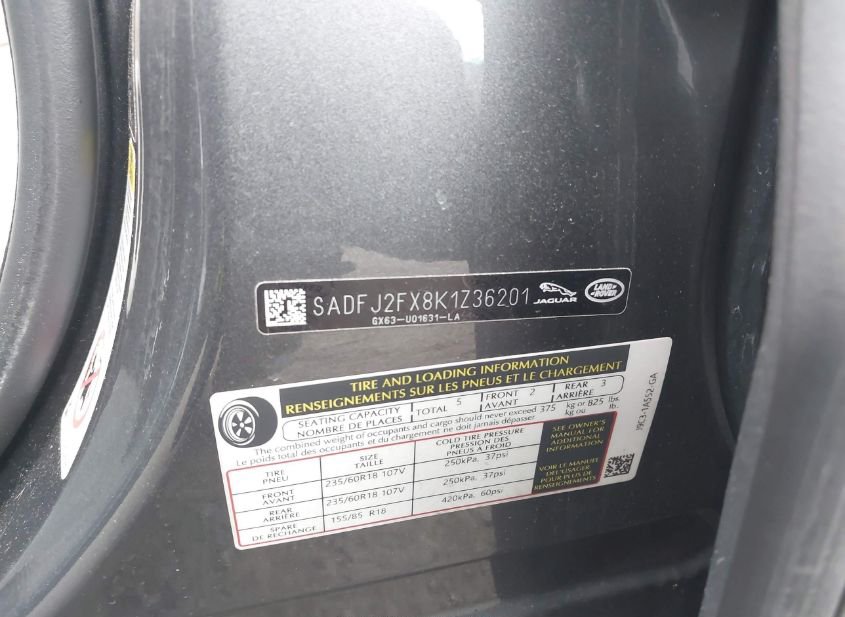 SADFJ2FX8K1Z36201 JAGUAR LAND ROVER
GX63-U01631-LA
TIRE AND LOADING INFORMATION
RENSEIGNEMENTS SUR LES PNEUS ET LE CHARGEMENT
SEATING CAPACITY
NOMBRE DE PLACES
TOTAL 5
FRONT
AVANT
2
REAR
ARRIÈRE
3
The combined weight of occupants and cargo should never exceed 375 kg or 825 lbs.
Le poids total des occupants et du chargement ne doit jamais dépasser kg ou lb.
TIRE
PNEU
SIZE
TAILLE
COLD TIRE PRESSURE
PRESSION DES
PNEUS A FROID
FRONT
AVANT
235/60R18 107V
250kPa, 37psi
REAR
ARRIÈRE
235/60R18 107V
250kPa, 37psi
SPARE
DE RECHANGE
155/85 R18
420kPa, 60psi
SEE OWNER'S
MANUAL FOR
ADDITIONAL
INFORMATION
VOIR LE MANUEL
DEL'USAGER
POUR PLUS DE
RENSEIGNEMENTS
J9C3-1A552-GA